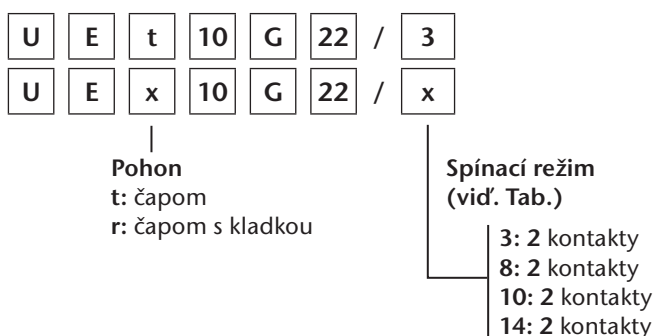 U E t 10 G 22 / 3
U E x 10 G 22 / x
Pohon
t: čapom
r: čapom s kladkou
Spínací režim
(viď. Tab.)
3: 2 kontakty
8: 2 kontakty
10: 2 kontakty
14: 2 kontakty